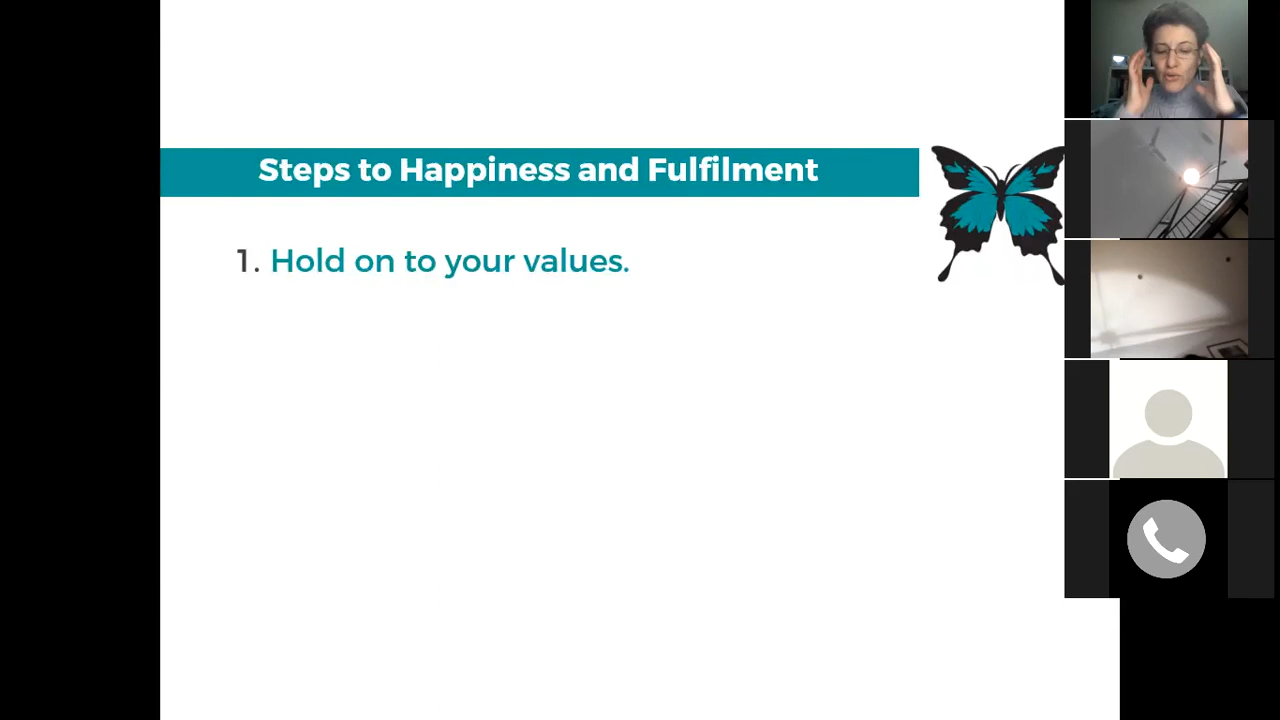 Steps to Happiness and Fulfilment
1. Hold on to your values.